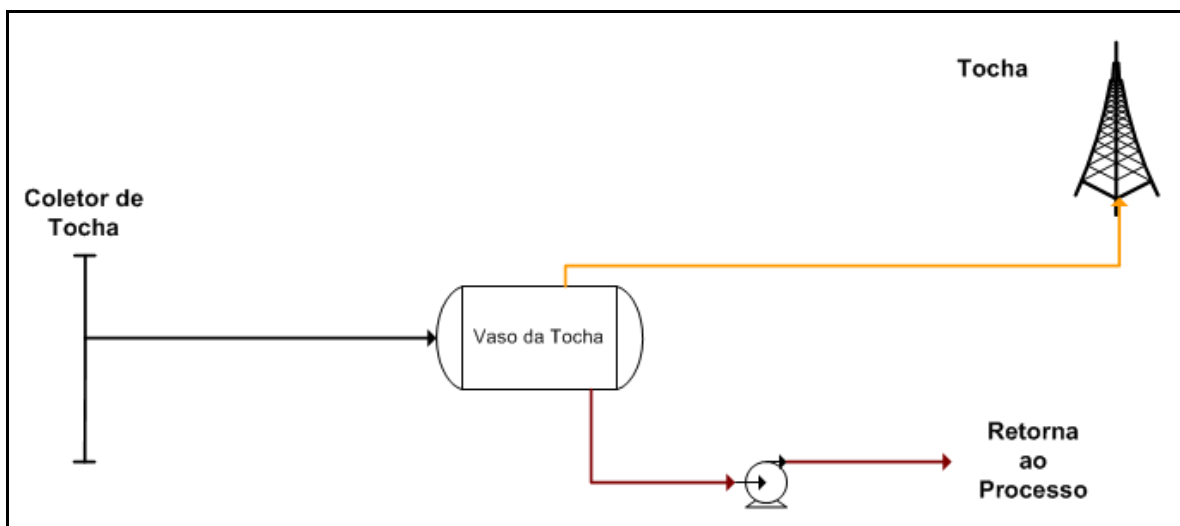 Tocha
Coletor de
Tocha
Vaso da Tocha
Retorna
ao
Processo